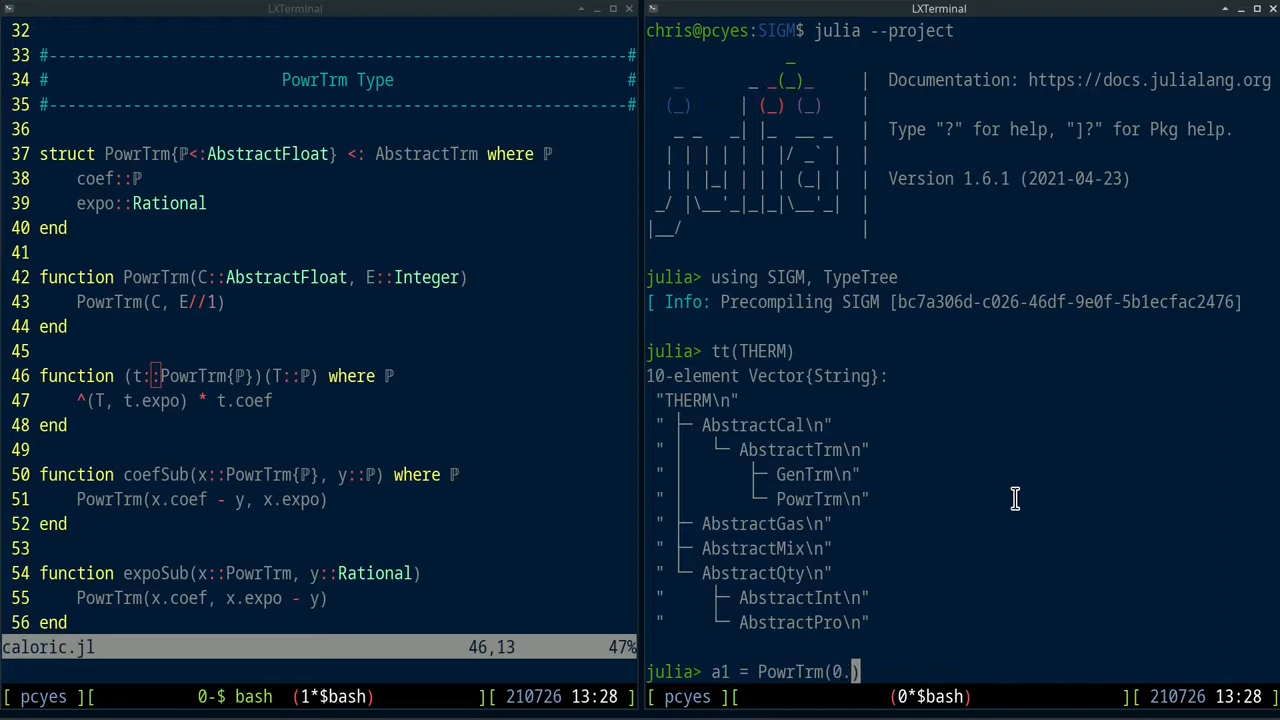 LXTerminal
32
33 #--------------------------------------------------------------#
34 #                         PowrTrm Type                         #
35 #--------------------------------------------------------------#
36
37 struct PowrTrm{ℙ<:AbstractFloat} <: AbstractTrm where ℙ
38     coef::ℙ
39     expo::Rational
40 end
41
42 function PowrTrm(C::AbstractFloat, E::Integer)
43     PowrTrm(C, E//1)
44 end
45
46 function (t::PowrTrm{ℙ})(T::ℙ) where ℙ
47     ^(T, t.expo) * t.coef
48 end
49
50 function coefSub(x::PowrTrm{ℙ}, y::ℙ) where ℙ
51     PowrTrm(x.coef - y, x.expo)
52 end
53
54 function expoSub(x::PowrTrm, y::Rational)
55     PowrTrm(x.coef, x.expo - y)
56 end
caloric.jl 46,13 47%
[ pcyes ][ 0-$ bash (1*$bash) ][ 210726 13:28 ]
LXTerminal
chris@pcyes:SIGM$ julia --project
               _
   _       _ _(_)_     |  Documentation: https://docs.julialang.org
  (_)     | (_) (_)    |
   _ _   _| |_  __ _   |  Type "?" for help, "]?" for Pkg help.
  | | | | | | |/ _` |  |
  | | |_| | | | (_| |  |  Version 1.6.1 (2021-04-23)
 _/ |\__'_|_|_|\__'_|  |
|__/                   |
julia> using SIGM, TypeTree
[ Info: Precompiling SIGM [bc7a306d-c026-46df-9e0f-5b1ecfac2476]
julia> tt(THERM)
10-element Vector{String}:
 "THERM\n"
 " ├─ AbstractCal\n"
 " │   └─ AbstractTrm\n"
 " │       ├─ GenTrm\n"
 " │       └─ PowrTrm\n"
 " ├─ AbstractGas\n"
 " ├─ AbstractMix\n"
 " └─ AbstractQty\n"
 "     ├─ AbstractInt\n"
 "     └─ AbstractPro\n"
julia> a1 = PowrTrm(0.)
[ pcyes ][ (0*$bash) ][ 210726 13:28 ]